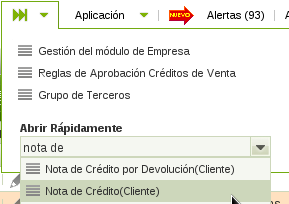 Aplicación
NUEVO
Alertas (93)
Gestión del módulo de Empresa
Reglas de Aprobación Créditos de Venta
Grupo de Terceros
Abrir Rápidamente
nota de
Nota de Crédito por Devolución(Cliente)
Nota de Crédito(Cliente)